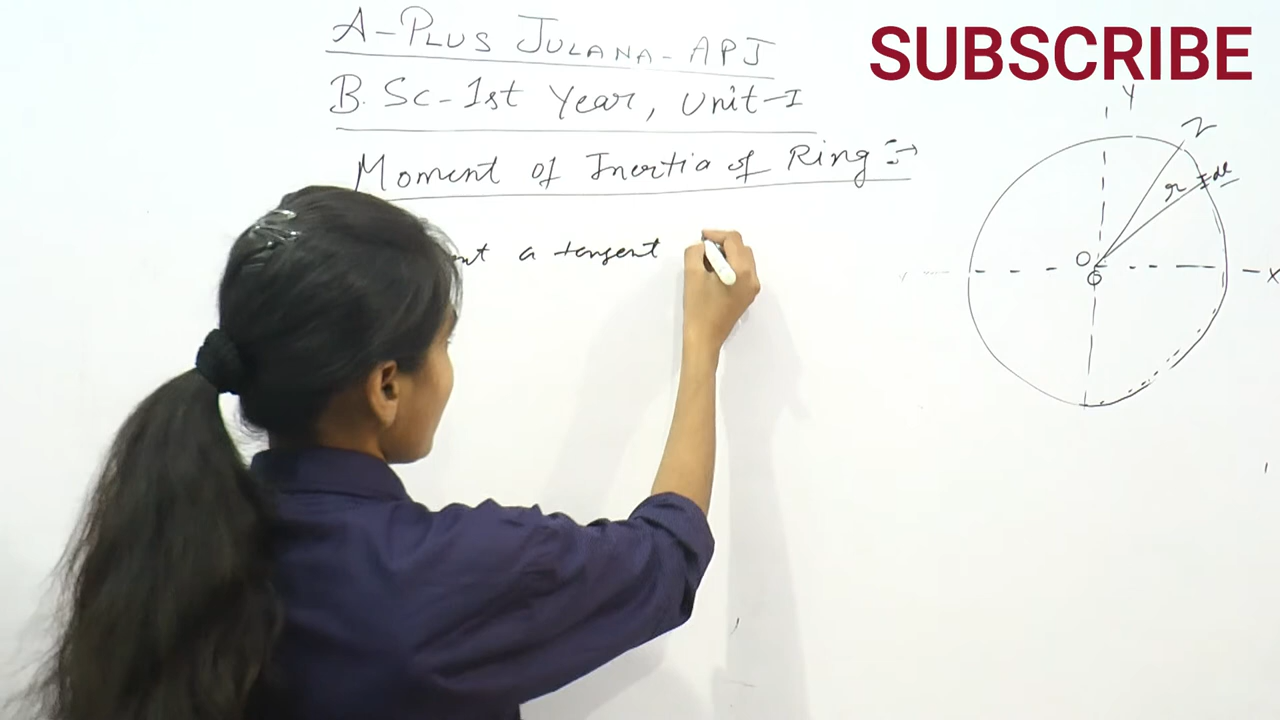 A-PLUS JULANA-APJ
SUBSCRIBE
B.Sc-1st Year, Unit-I
Moment of Inertia of Ring :→
a tangent
Y
r
dl
O
X